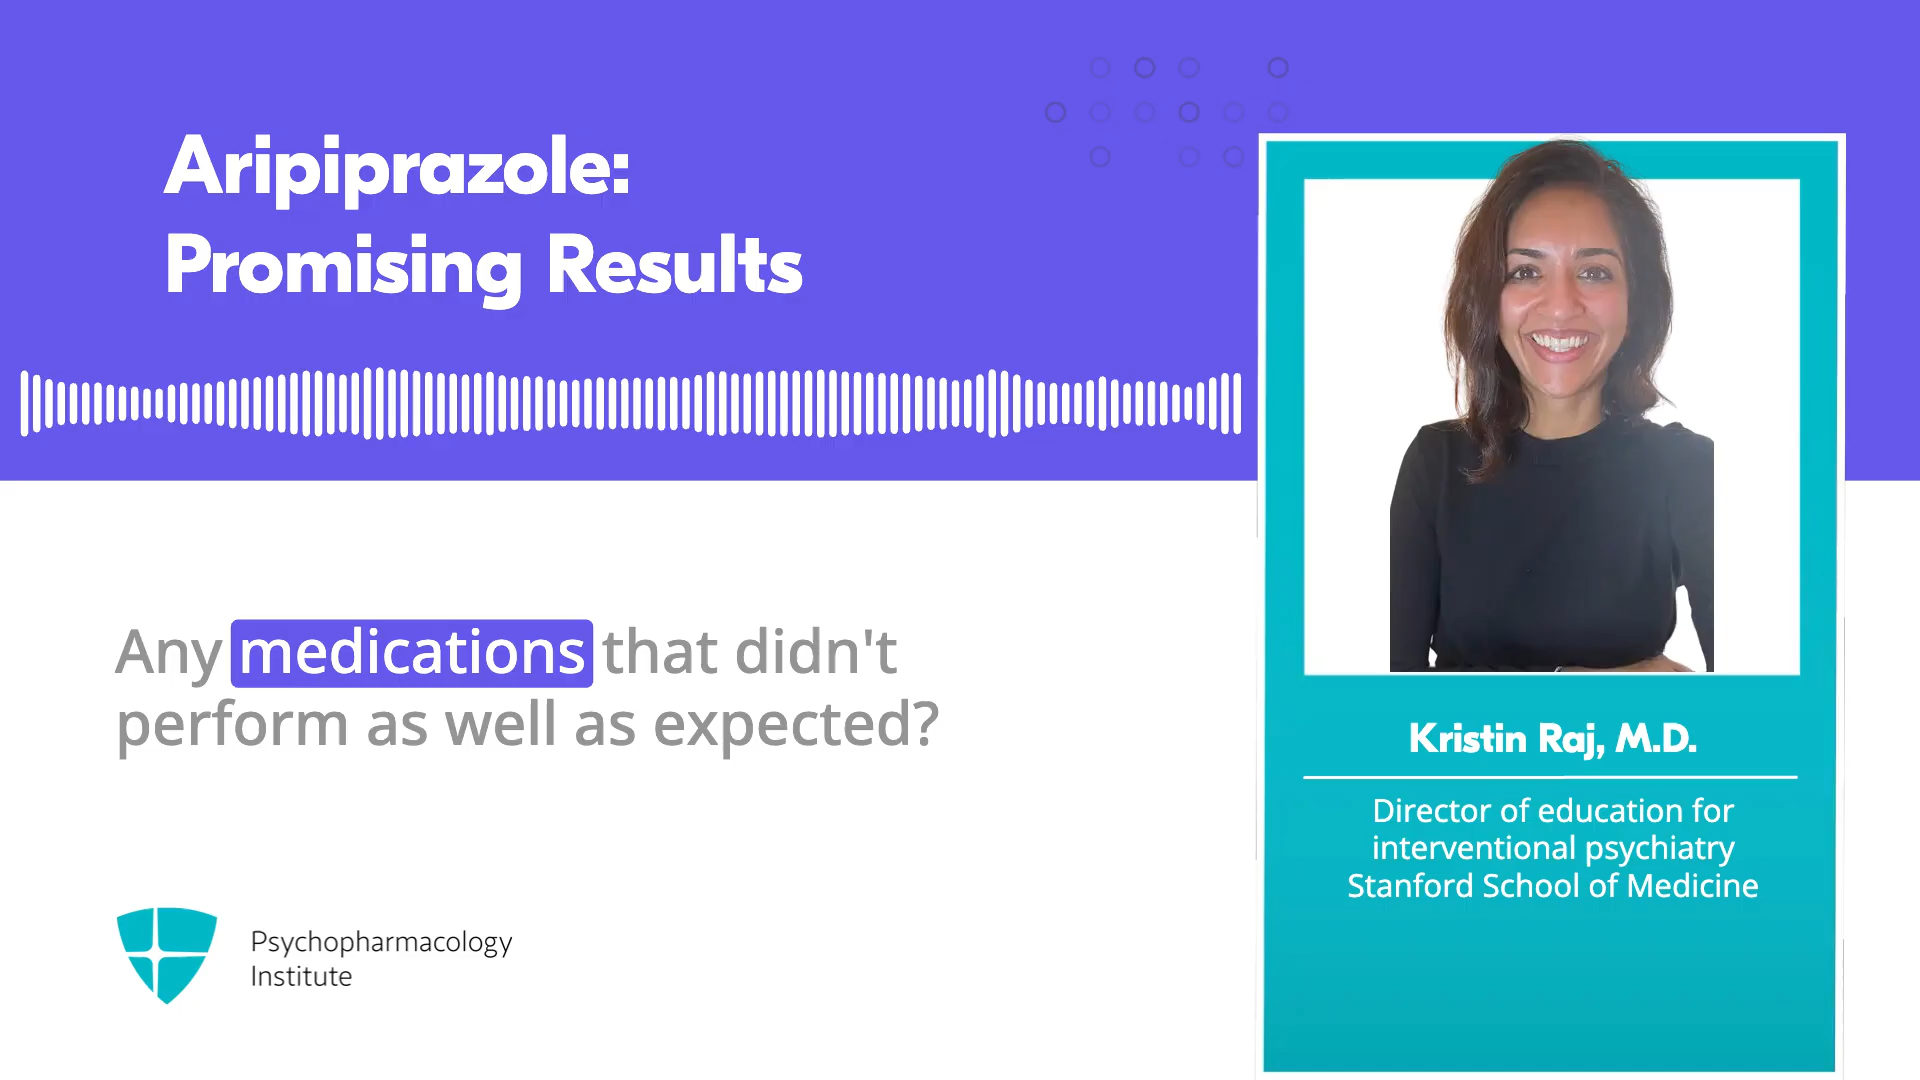 Aripiprazole:
Promising Results
Any medications that didn't
perform as well as expected?
Psychopharmacology
Institute
Kristin Raj, M.D.
Director of education for
interventional psychiatry
Stanford School of Medicine